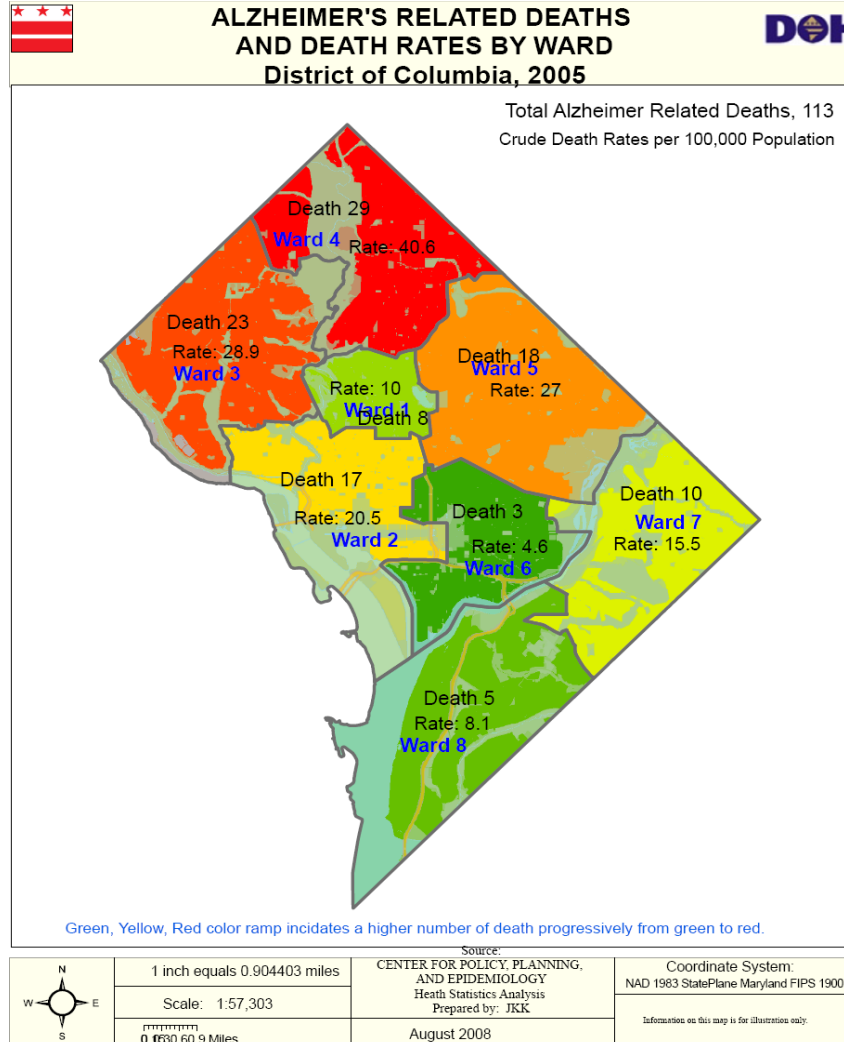 ALZHEIMER'S RELATED DEATHS
AND DEATH RATES BY WARD
District of Columbia, 2005
Total Alzheimer Related Deaths, 113
Crude Death Rates per 100,000 Population
Death 29
Ward 4
Rate: 40.6
Death 23
Rate: 28.9
Ward 3
Death 18
Ward 5
Rate: 27
Rate: 10
Ward 1
Death 8
Death 17
Rate: 20.5
Ward 2
Death 3
Rate: 4.6
Ward 6
Death 10
Ward 7
Rate: 15.5
Death 5
Rate: 8.1
Ward 8
Green, Yellow, Red color ramp incidates a higher number of death progressively from green to red.
N
W
E
S
1 inch equals 0.904403 miles
Scale: 1:57,303
Miles
Source:
CENTER FOR POLICY, PLANNING,
AND EPIDEMIOLOGY
Heath Statistics Analysis
Prepared by: JKK
August 2008
Coordinate System:
NAD 1983 StatePlane Maryland FIPS 1900
Information on this map is for illustration only.